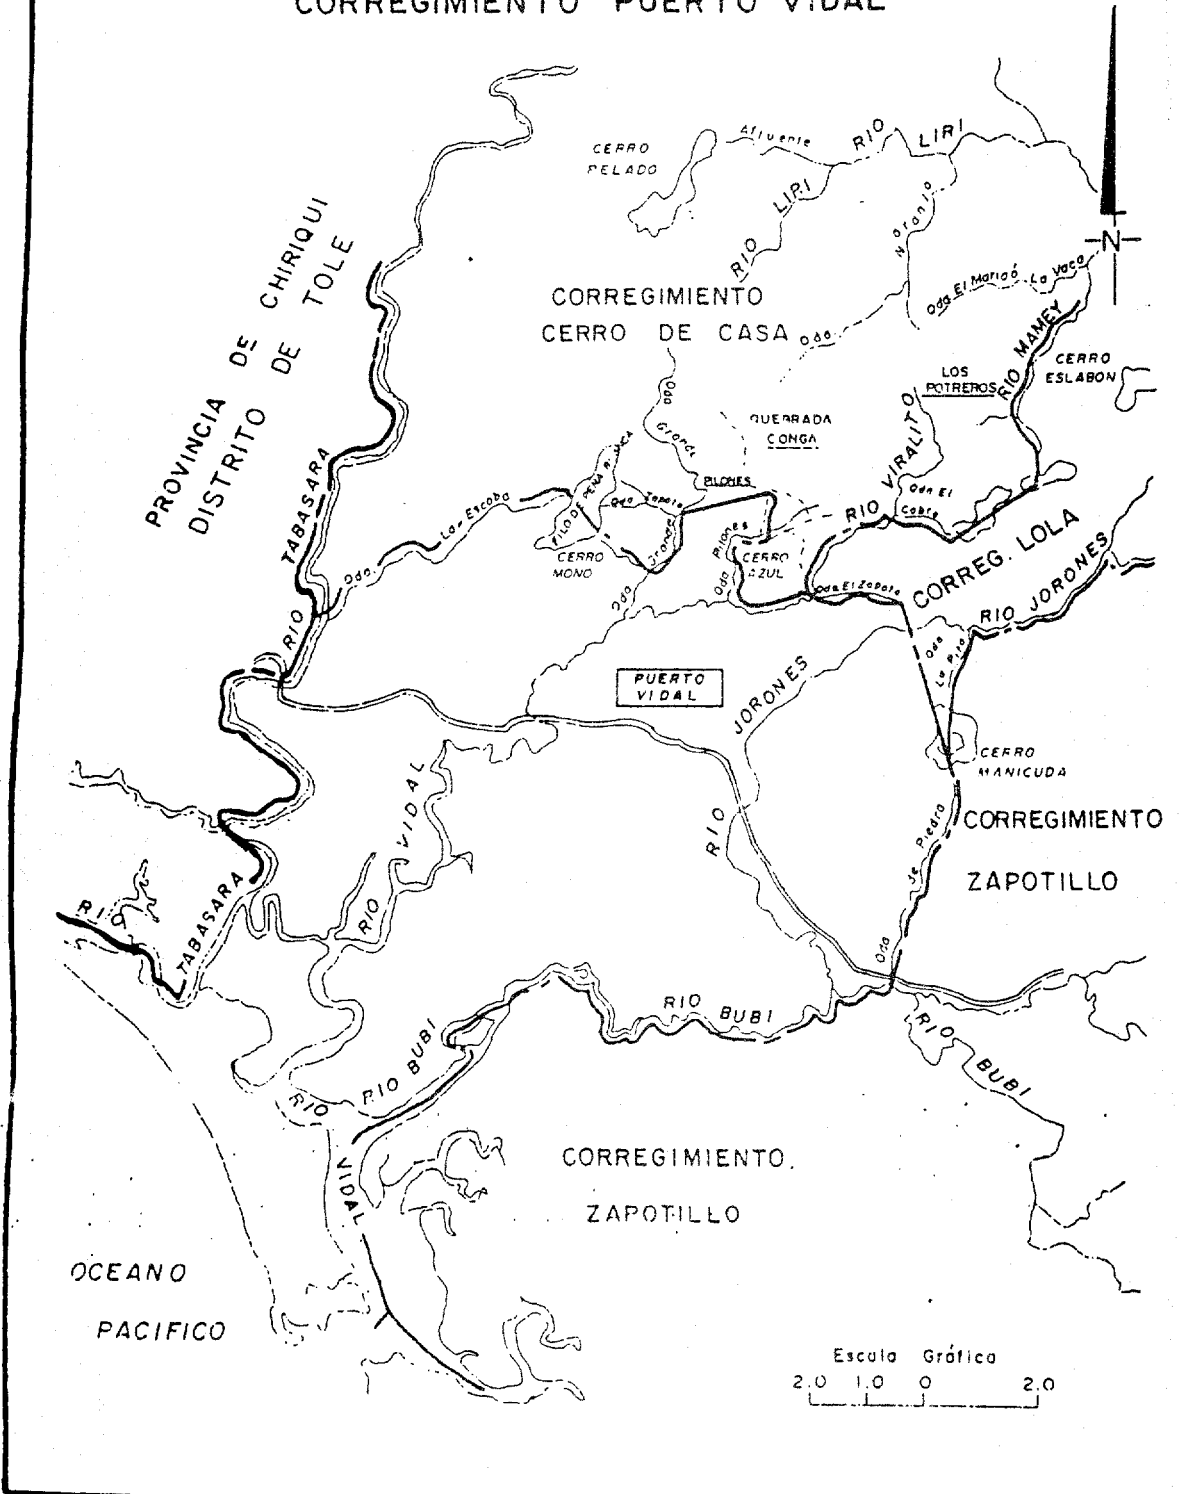 CORREGIMIENTO PUERTO VIDAL
CERRO
PELADO
Afluente
RIO LIRI
RIO LIRI
N
PROVINCIA DE CHIRIQUI
DISTRITO DE TOLE
CORREGIMIENTO
CERRO DE CASA
Qda.
Naranjo
Qda El Mariaó
La Vaca
RIO MAMEY
CERRO
ESLABON
LOS
POTREROS
Qda
Grande
QUEBRADA
CONGA
RIO VIRALITO
RIO TABASARA
Qda. La Escoba
FILO DE PEÑA
Qda Zapote
PILONES
Qda El
Cobre
CERRO
MONO
Qda Grande
Qda Pilones
CERRO
AZUL
Qda El Zapote
CORREG. LOLA
RIO JORONES
Qda
La Pita
PUERTO
VIDAL
RIO JORONES
CERRO
MANICUDA
RIO VIDAL
Qda de Piedra
CORREGIMIENTO
ZAPOTILLO
RIO TABASARA
RIO BUBI
RIO BUBI
RIO BUBI
RIO VIDAL
CORREGIMIENTO.
ZAPOTILLO
OCEANO
PACIFICO
Escala Gráfica
2.0 1.0 0 2.0